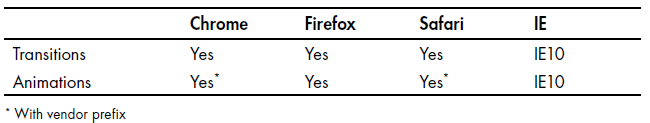 Chrome Firefox Safari IE
Transitions Yes Yes Yes IE10
Animations Yes* Yes Yes* IE10
* With vendor prefix